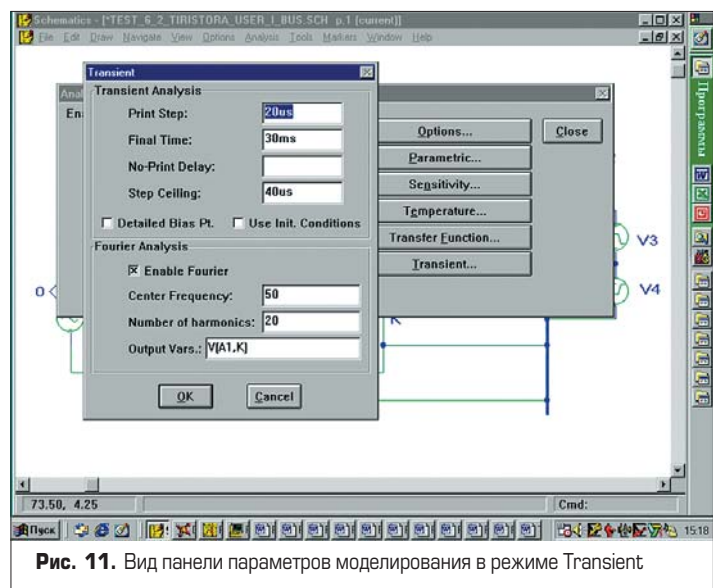 Schematics - [*TEST_6_2_TIRISTORA_USER_I_BUS.SCH p.1 (current)]
File Edit Draw Navigate View Options Analysis Tools Markers Window Help
Transient
Transient Analysis
Print Step: 20us
Final Time: 30ms
No-Print Delay:
Step Ceiling: 40us
Detailed Bias Pt. Use Init. Conditions
Fourier Analysis
Enable Fourier
Center Frequency: 50
Number of harmonics: 20
Output Vars.: V(A1,K)
OK Cancel
Ana
En
Options...
Close
Parametric...
Sensitivity...
Temperature...
Transfer Function...
Transient...
0
K
V3
V4
Программы
73.50, 4.25
Cmd:
Пуск
15:18
Рис. 11. Вид панели параметров моделирования в режиме Transient